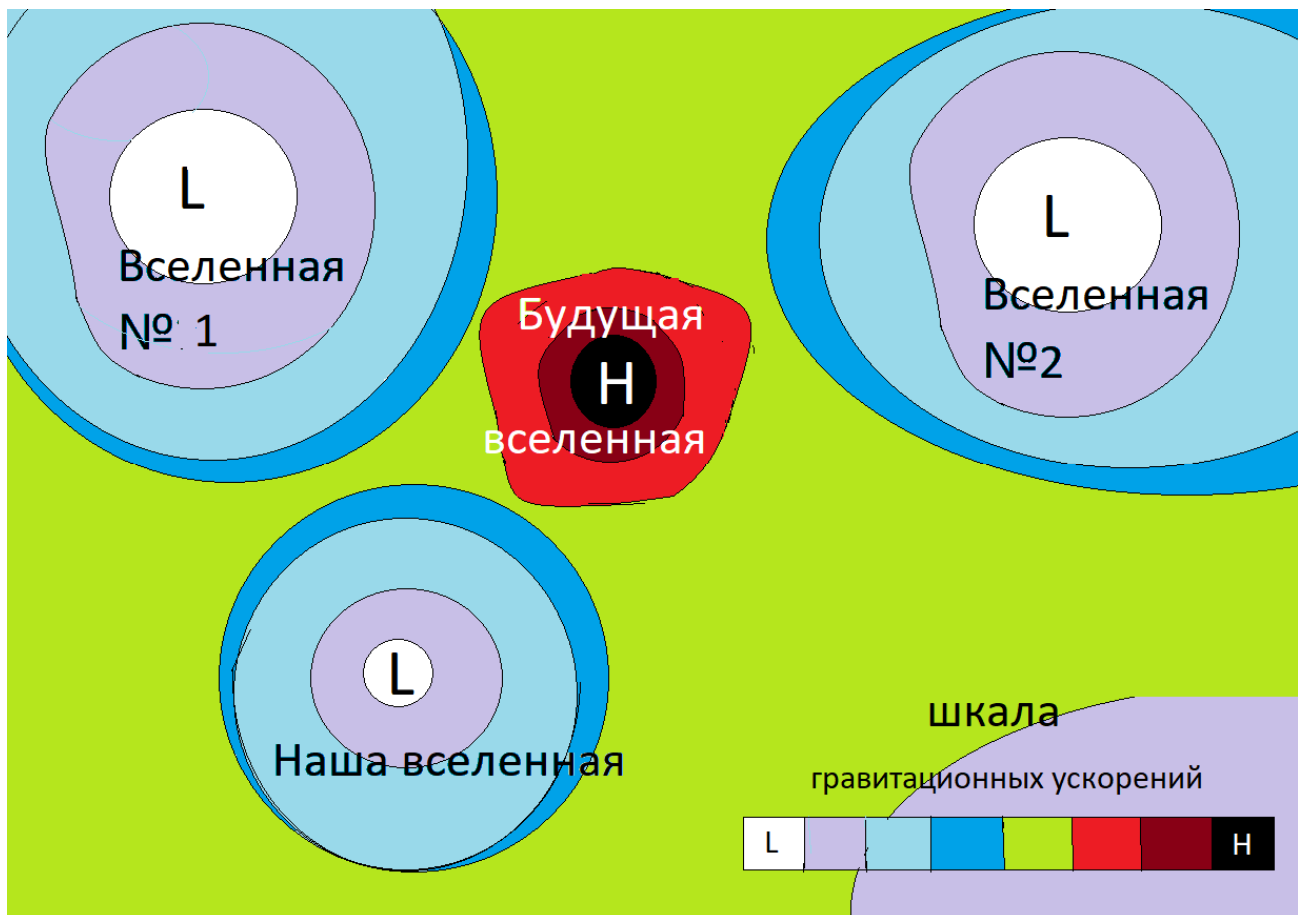 L
Вселенная
№ 1
L
Вселенная
№2
Будущая
H
вселенная
L
Наша вселенная
шкала
гравитационных ускорений
L
H